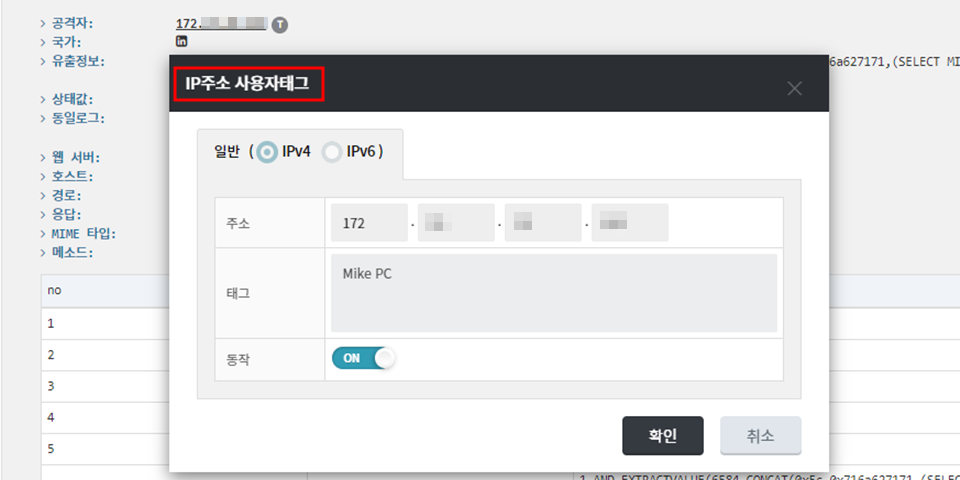 공격자:
172.
T
국가:
in
유출정보:
6a627171,(SELECT MI
상태값:
동일로그:
웹 서버:
호스트:
경로:
응답:
MIME 타입:
메소드:
IP주소 사용자태그
일반 ( IPv4 IPv6 )
주소 172 . . .
태그 Mike PC
동작 ON
확인 취소
no
1
2
3
4
5
1 AND EXTRACTVALUE(6584,CONCAT(0x5c,0x716a627171,(SELEC